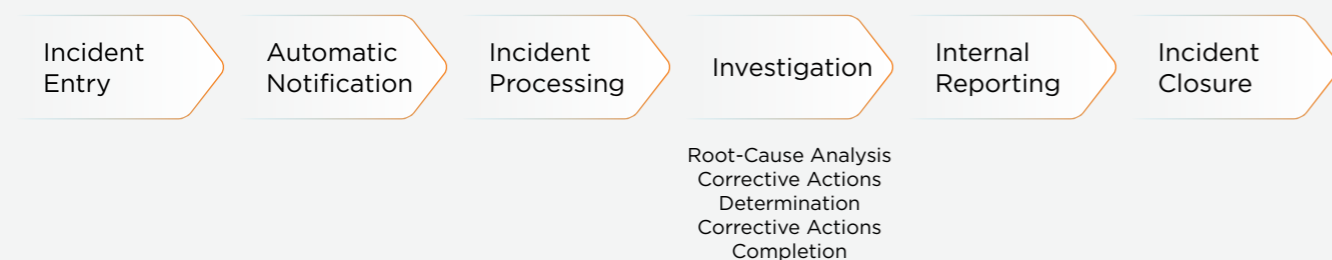 Incident
Entry
Automatic
Notification
Incident
Processing
Investigation
Internal
Reporting
Incident
Closure
Root-Cause Analysis
Corrective Actions
Determination
Corrective Actions
Completion